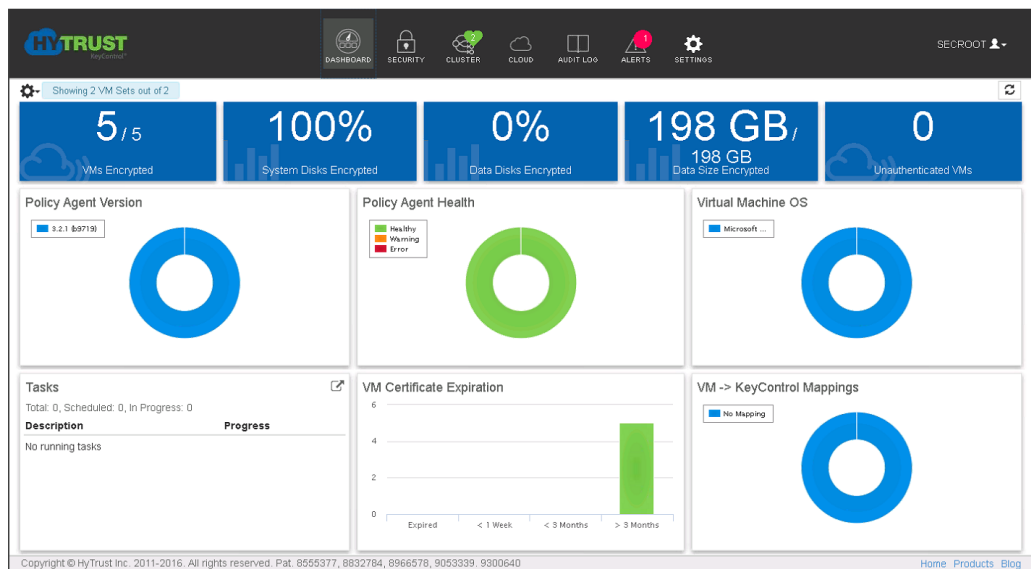 HYTRUST
KeyControl™
DASHBOARD
SECURITY
2
CLUSTER
CLOUD
AUDIT LOG
1
ALERTS
SETTINGS
SECROOT
Showing 2 VM Sets out of 2
5 / 5
VMs Encrypted
100%
System Disks Encrypted
0%
Data Disks Encrypted
198 GB /
198 GB
Data Size Encrypted
0
Unauthenticated VMs
Policy Agent Version
3.2.1 (b9719)
Policy Agent Health
Healthy
Warning
Error
Virtual Machine OS
Microsoft ...
Tasks
Total: 0, Scheduled: 0, In Progress: 0
Description Progress
No running tasks
VM Certificate Expiration
6
4
2
0
Expired < 1 Week < 3 Months > 3 Months
VM -> KeyControl Mappings
No Mapping
Copyright © HyTrust Inc. 2011-2016. All rights reserved. Pat. 8555377, 8832784, 8966578, 9053339. 9300640
Home Products Blog